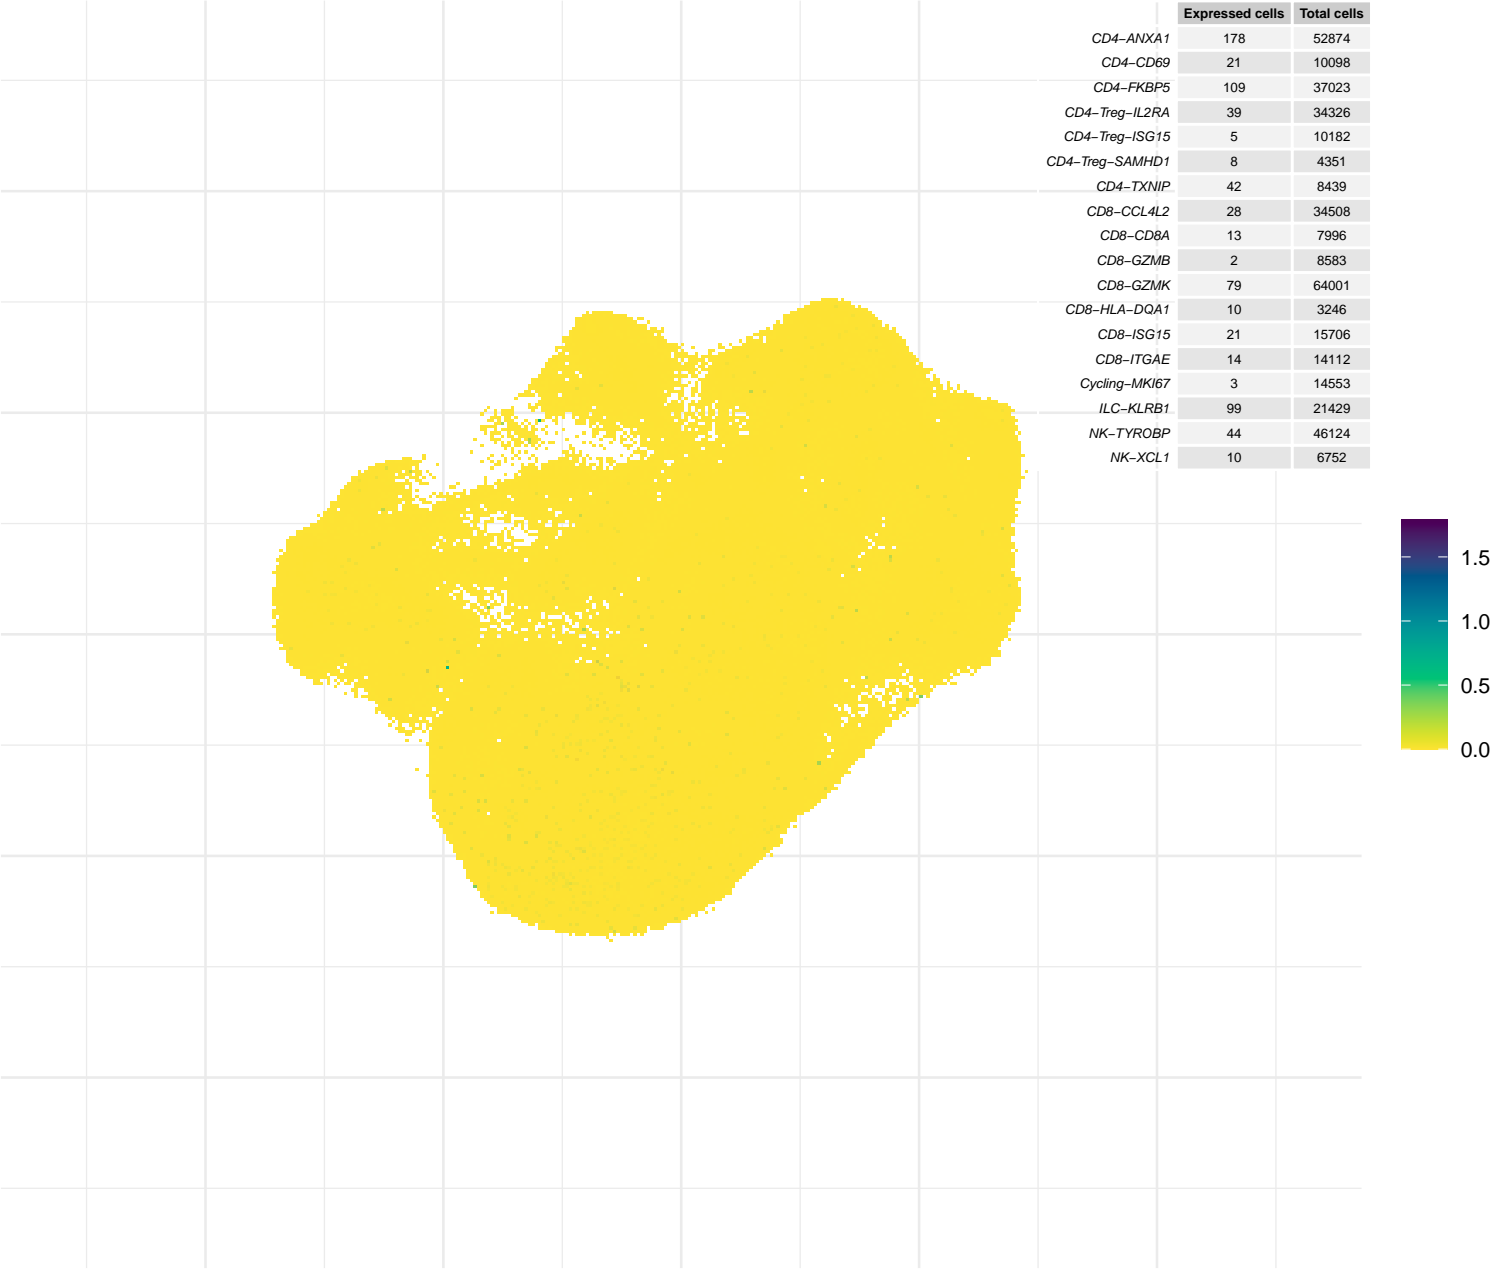 Expressed cells Total cells
CD4−ANXA1 178 52874
CD4−CD69 21 10098
CD4−FKBP5 109 37023
CD4−Treg−IL2RA 39 34326
CD4−Treg−ISG15 5 10182
CD4−Treg−SAMHD1 8 4351
CD4−TXNIP 42 8439
CD8−CCL4L2 28 34508
CD8−CD8A 13 7996
CD8−GZMB 2 8583
CD8−GZMK 79 64001
CD8−HLA−DQA1 10 3246
CD8−ISG15 21 15706
CD8−ITGAE 14 14112
Cycling−MKI67 3 14553
ILC−KLRB1 99 21429
NK−TYROBP 44 46124
NK−XCL1 10 6752
1.5
1.0
0.5
0.0